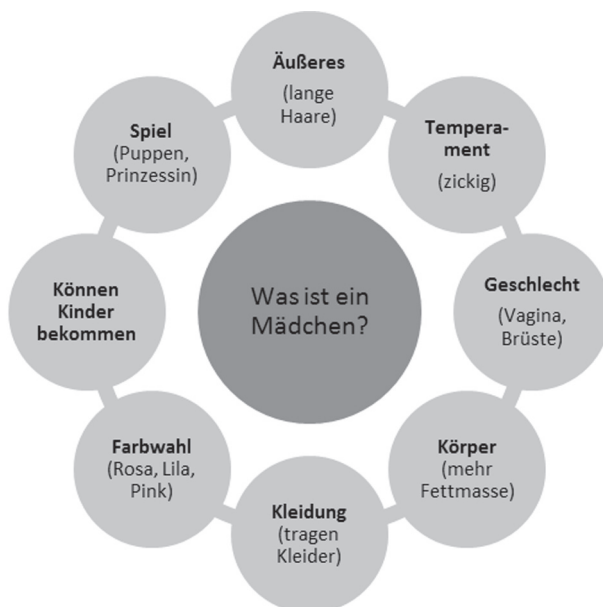 Äußeres
(lange
Haare)
Tempera-
ment
(zickig)
Geschlecht
(Vagina,
Brüste)
Körper
(mehr
Fettmasse)
Kleidung
(tragen
Kleider)
Farbwahl
(Rosa, Lila,
Pink)
Können
Kinder
bekommen
Spiel
(Puppen,
Prinzessin)
Was ist ein
Mädchen?